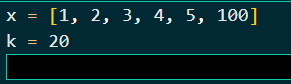 x = [1, 2, 3, 4, 5, 100]
k = 20